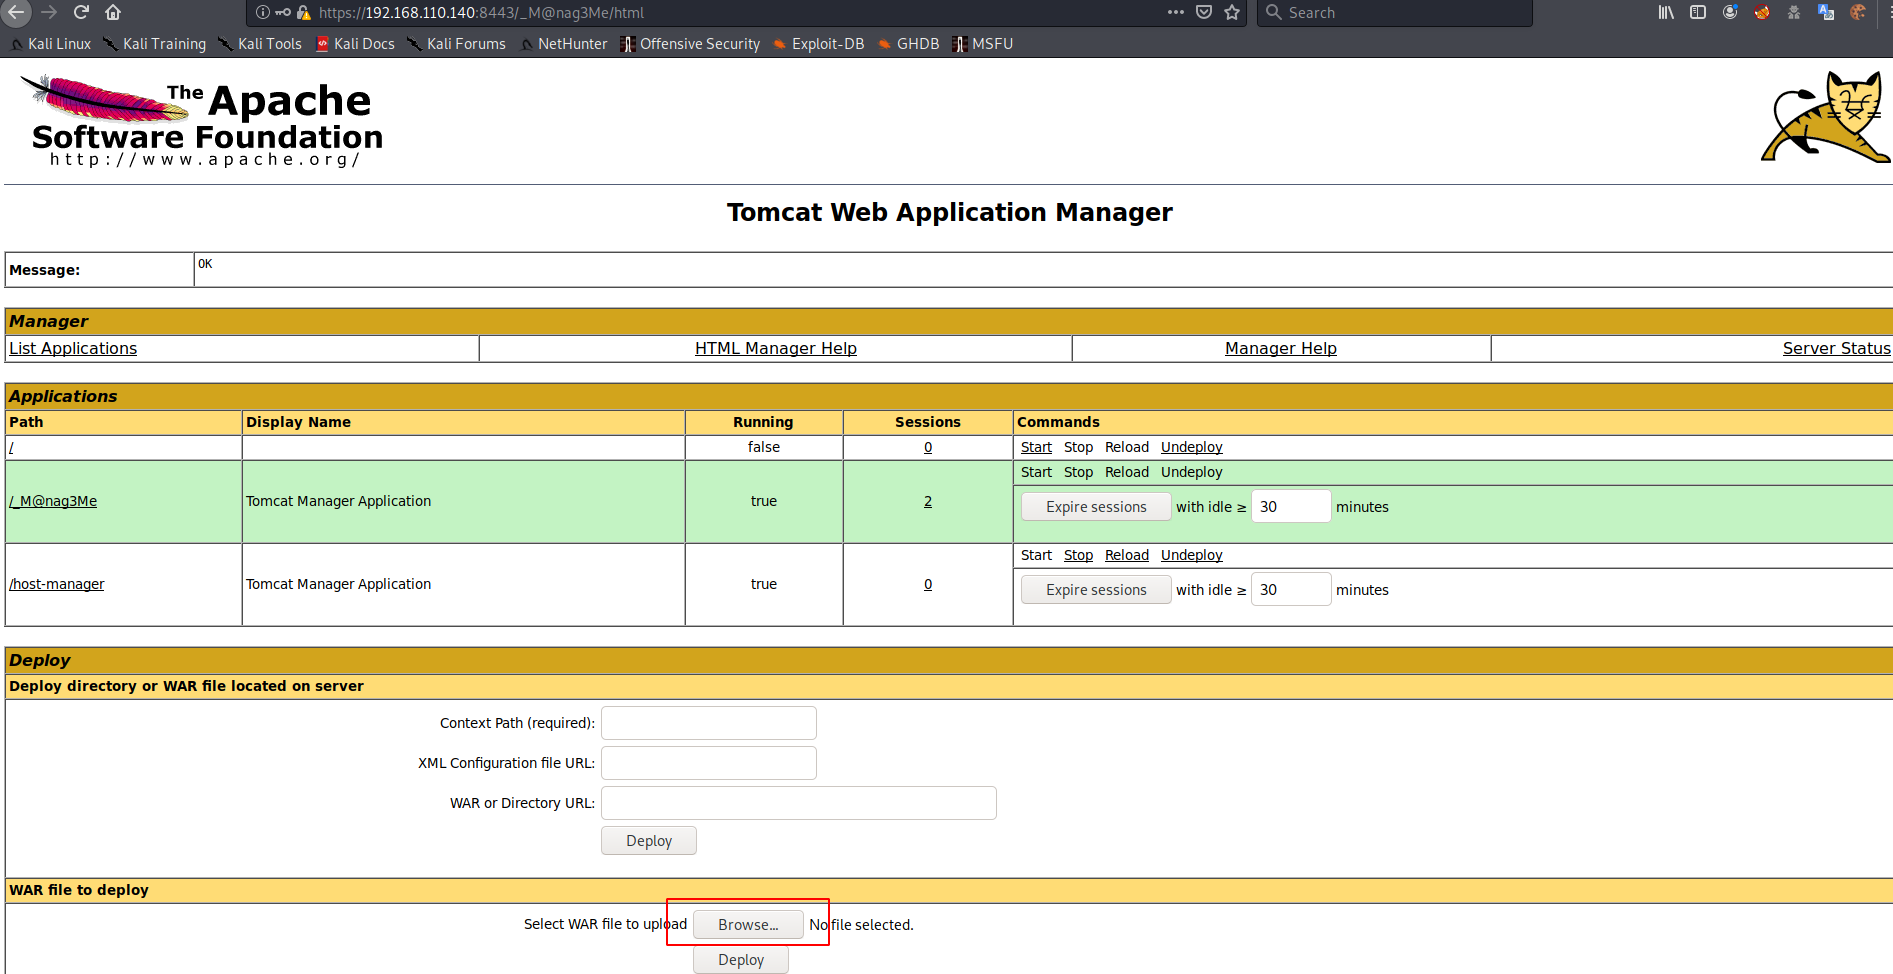 https://192.168.110.140:8443/_M@nag3Me/html
Search
Kali Linux Kali Training Kali Tools Kali Docs Kali Forums NetHunter Offensive Security Exploit-DB GHDB MSFU
The Apache
Software Foundation
http://www.apache.org/
Tomcat Web Application Manager
Message: OK
Manager
List Applications HTML Manager Help Manager Help Server Status
Applications
Path Display Name Running Sessions Commands
/ false 0 Start Stop Reload Undeploy
Start Stop Reload Undeploy
/_M@nag3Me Tomcat Manager Application true 2
Expire sessions with idle ≥ 30 minutes
Start Stop Reload Undeploy
/host-manager Tomcat Manager Application true 0
Expire sessions with idle ≥ 30 minutes
Deploy
Deploy directory or WAR file located on server
Context Path (required):
XML Configuration file URL:
WAR or Directory URL:
Deploy
WAR file to deploy
Select WAR file to upload Browse... No file selected.
Deploy